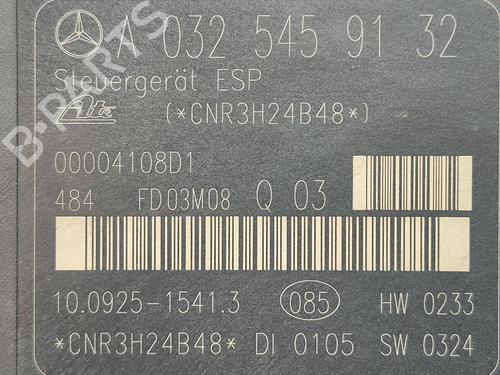 A 032 545 91 32
Steuergerät ESP
Ate (*CNR3H24B48*)
00004108D1
484 FD03M08 Q 03
10.0925-1541.3 085 HW 0233
*CNR3H24B48* DI 0105 SW 0324
B-PARTS